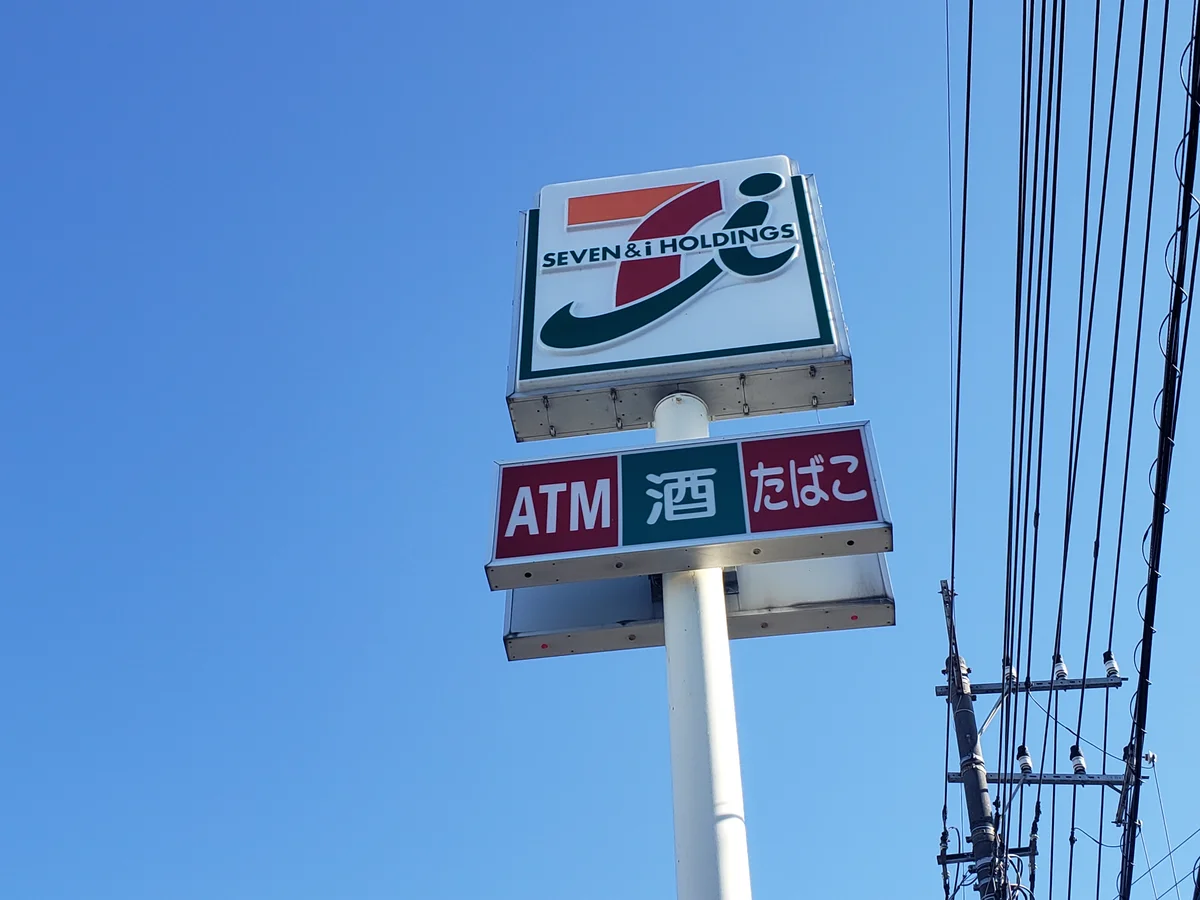 SEVEN & i HOLDINGS
ATM 酒 たばこ